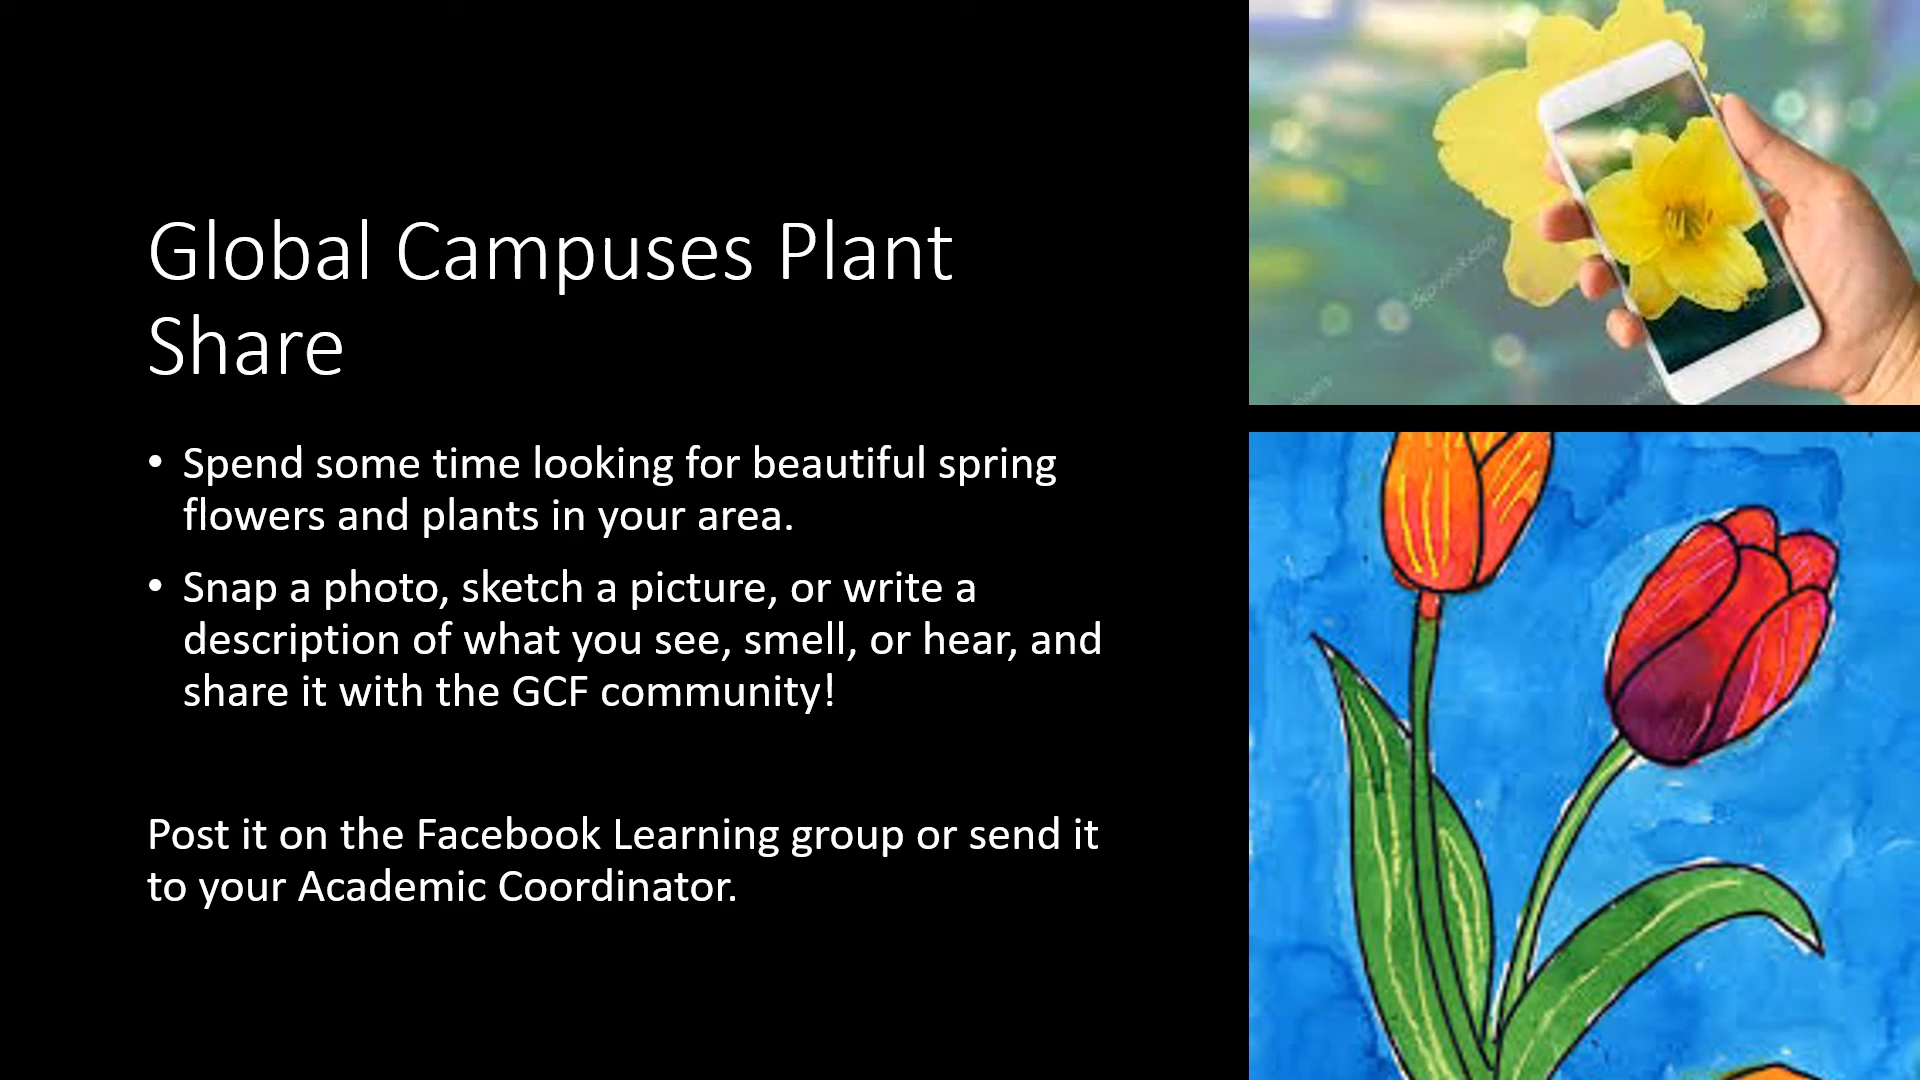 Global Campuses Plant
Share
• Spend some time looking for beautiful spring
flowers and plants in your area.
• Snap a photo, sketch a picture, or write a
description of what you see, smell, or hear, and
share it with the GCF community!
Post it on the Facebook Learning group or send it
to your Academic Coordinator.